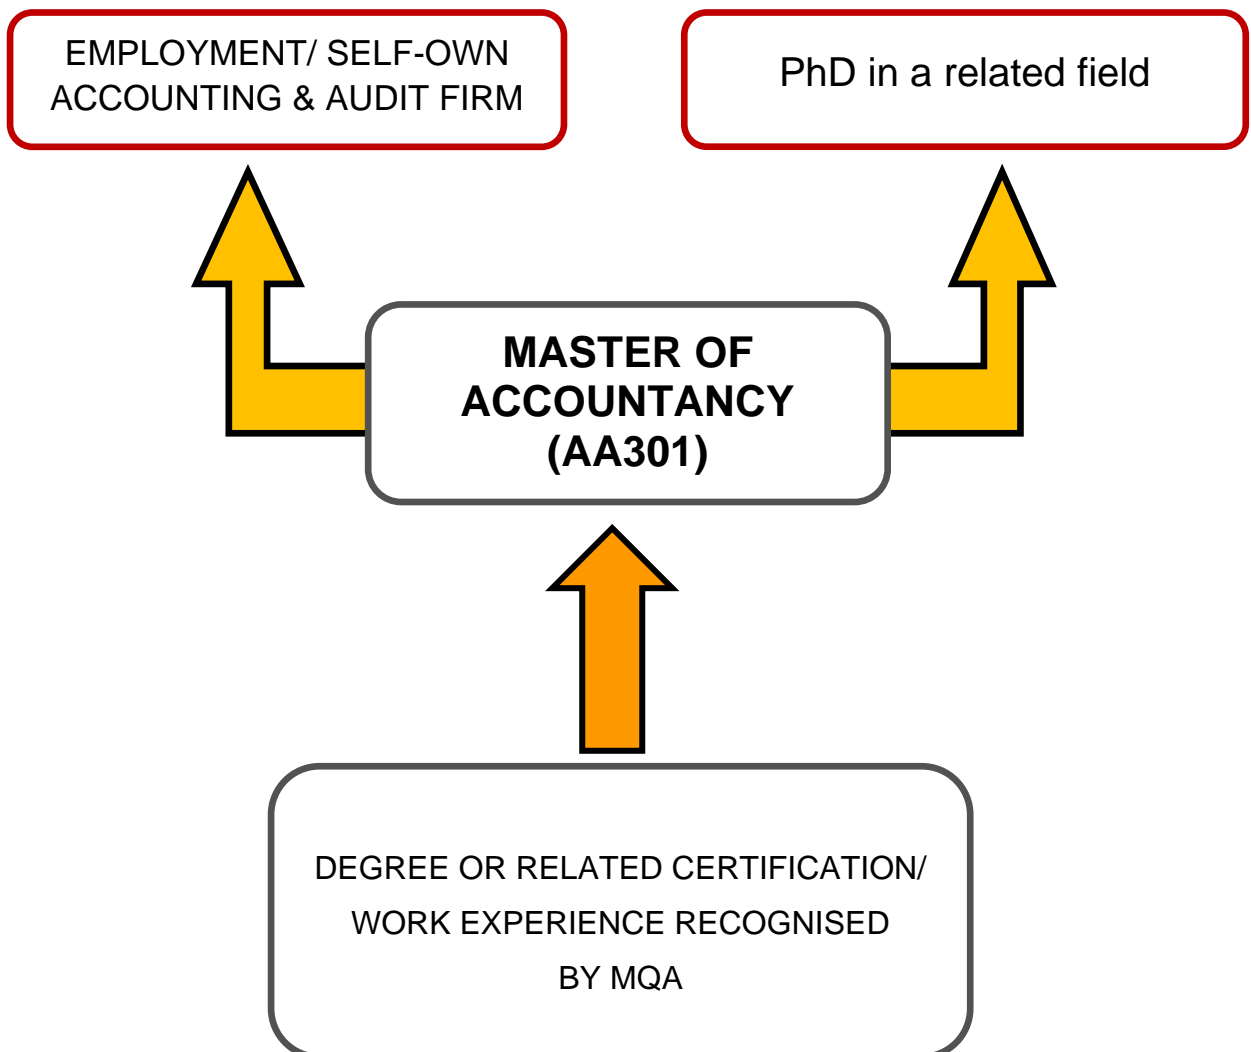 EMPLOYMENT/ SELF-OWN
ACCOUNTING & AUDIT FIRM
PhD in a related field
MASTER OF
ACCOUNTANCY
(AA301)
DEGREE OR RELATED CERTIFICATION/
WORK EXPERIENCE RECOGNISED
BY MQA